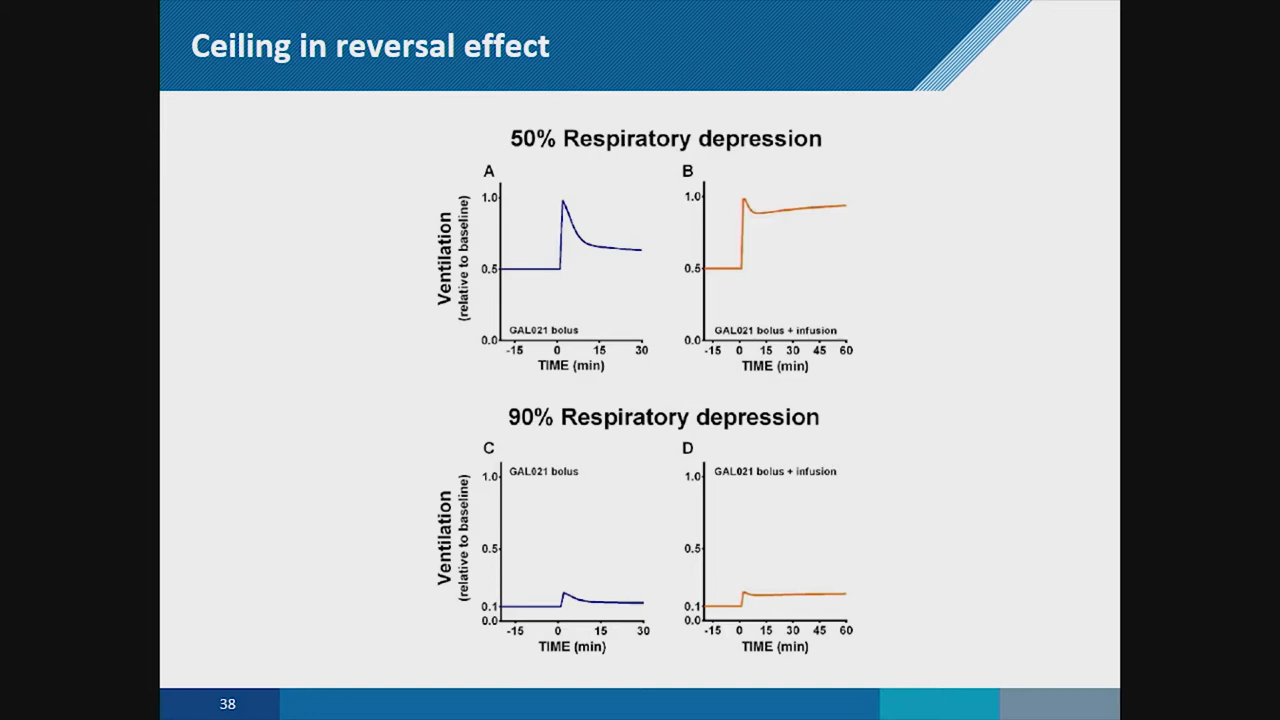 Ceiling in reversal effect
50% Respiratory depression
A
B
Ventilation
(relative to baseline)
1.0
0.5
0.0
GAL021 bolus
-15 0 15 30
TIME (min)
1.0
0.5
0.0
GAL021 bolus + infusion
-15 0 15 30 45 60
TIME (min)
90% Respiratory depression
C
D
Ventilation
(relative to baseline)
GAL021 bolus
1.0
0.5
0.1
0.0
-15 0 15 30
TIME (min)
GAL021 bolus + infusion
1.0
0.5
0.1
0.0
-15 0 15 30 45 60
TIME (min)
38